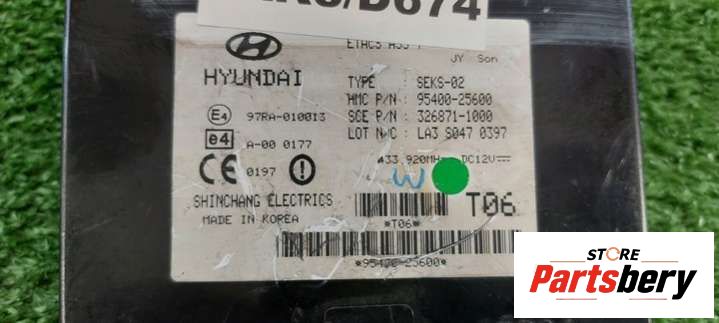 /D674
HYUNDAI
ETACS ASS'Y
JY Son
TYPE : SEKS-02
HMC P/N : 95400-25600
SCE P/N : 326871-1000
LOT N/C : LA3 S047 0397
E4 97RA-010013
e4 A-00 0177
CE 0197
433.920MHz DC12V
W
SHINCHANG ELECTRICS
MADE IN KOREA
T06
*T06*
*95400-25600*
STORE
Partsbery